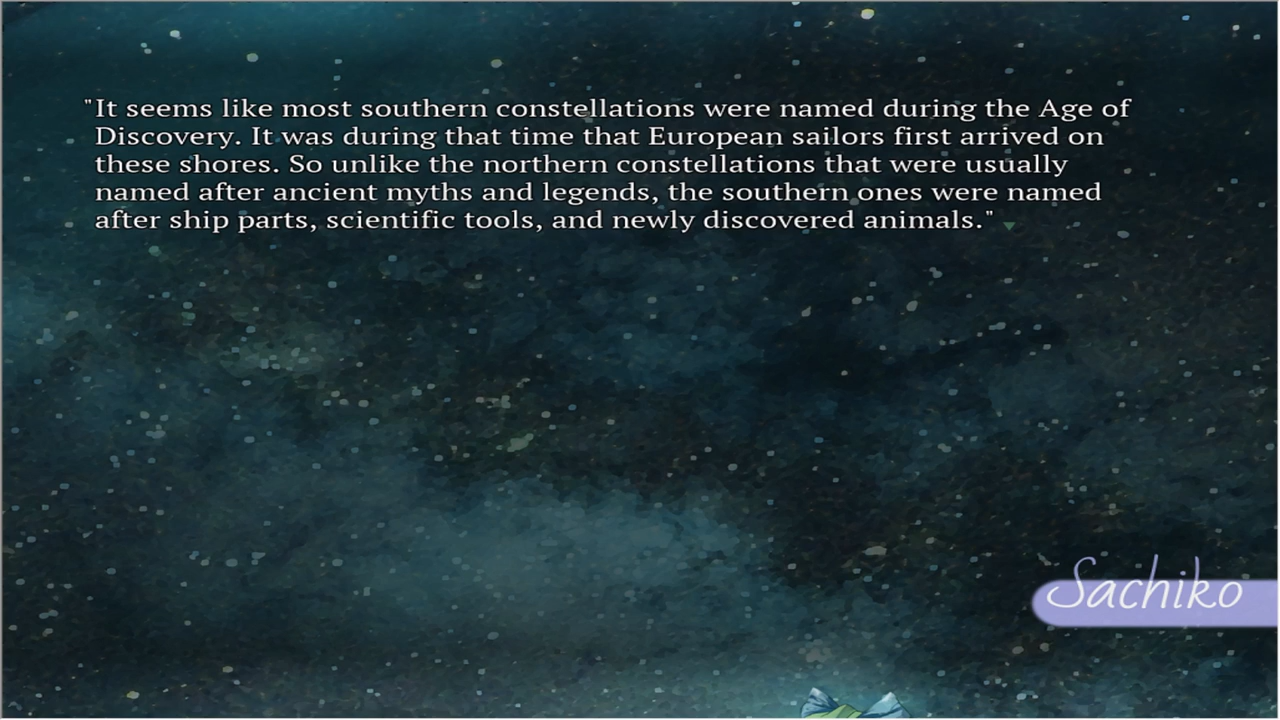 "It seems like most southern constellations were named during the Age of
Discovery. It was during that time that European sailors first arrived on
these shores. So unlike the northern constellations that were usually
named after ancient myths and legends, the southern ones were named
after ship parts, scientific tools, and newly discovered animals."
Sachiko